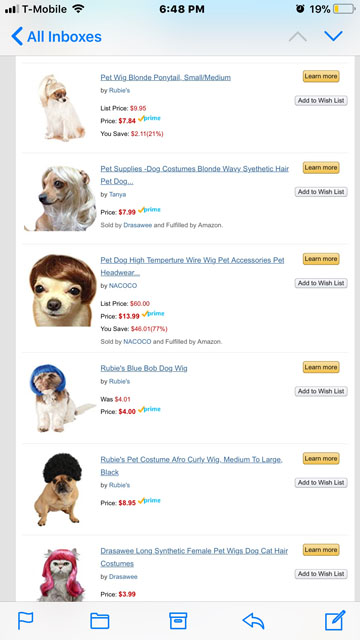 T-Mobile 6:48 PM 19%
All Inboxes
Pet Wig Blonde Ponytail, Small/Medium
Learn more
by Rubie's
Add to Wish List
List Price: $9.95
Price: $7.84 prime
You Save: $2.11(21%)
Pet Supplies -Dog Costumes Blonde Wavy Syethetic Hair
Pet Dog...
Learn more
by Tanya
Add to Wish List
Price: $7.99 prime
Sold by Drasawee and Fulfilled by Amazon.
Pet Dog High Temperture Wire Wig Pet Accessories Pet
Headwear...
Learn more
by NACOCO
Add to Wish List
List Price: $60.00
Price: $13.99 prime
You Save: $46.01(77%)
Sold by NACOCO and Fulfilled by Amazon.
Rubie's Blue Bob Dog Wig
Learn more
by Rubie's
Add to Wish List
Was $4.01
Price: $4.00 prime
Rubie's Pet Costume Afro Curly Wig, Medium To Large,
Black
Learn more
by Rubie's
Add to Wish List
Price: $8.95 prime
Drasawee Long Synthetic Female Pet Wigs Dog Cat Hair
Costumes
Learn more
by Drasawee
Add to Wish List
Price: $3.99